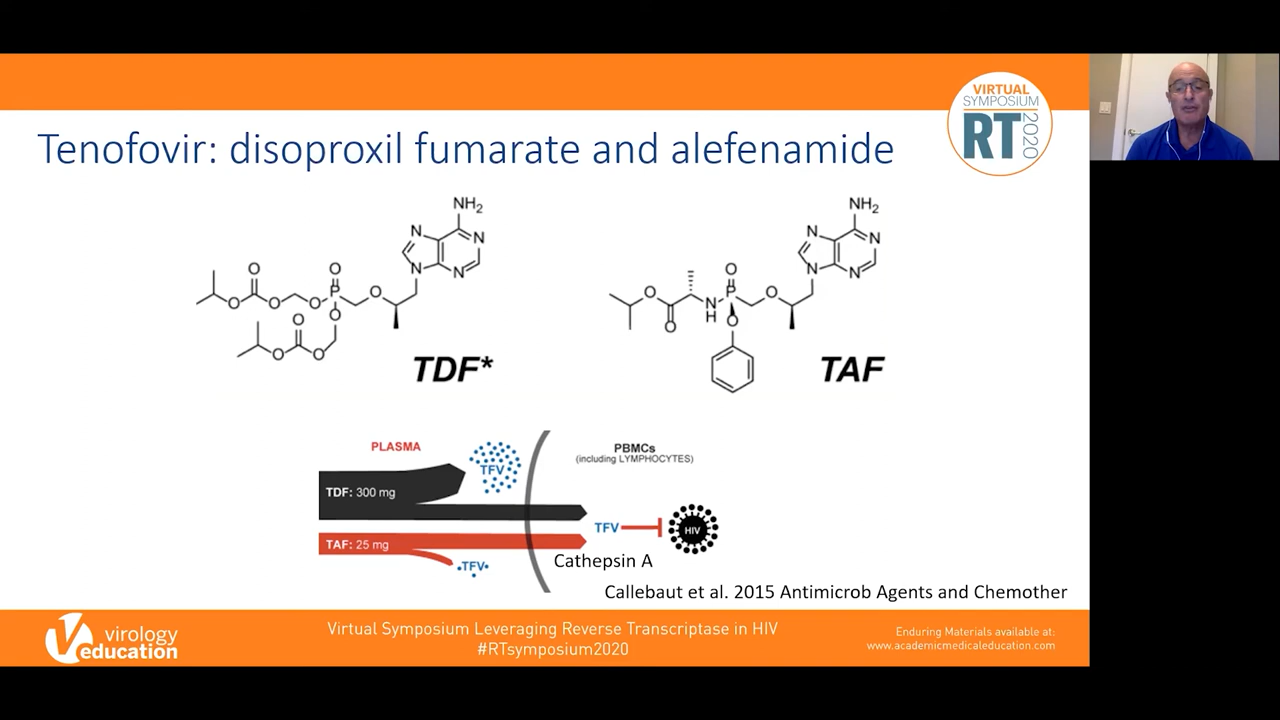 VIRTUAL
SYMPOSIUM
RT
2020
Tenofovir: disoproxil fumarate and alefenamide
NH2
N
N
N
N
O
O
O
O
P
O
O
O
O
O
O
TDF*
NH2
N
N
N
N
O
O
O
P
O
N
H
O
TAF
PLASMA
TFV
PBMCs
(including LYMPHOCYTES)
TDF: 300 mg
TFV
HIV
TAF: 25 mg
TFV
Cathepsin A
Callebaut et al. 2015 Antimicrob Agents and Chemother
virology
education
Virtual Symposium Leveraging Reverse Transcriptase in HIV
#RTsymposium2020
Enduring Materials available at:
www.academicmedicaleducation.com